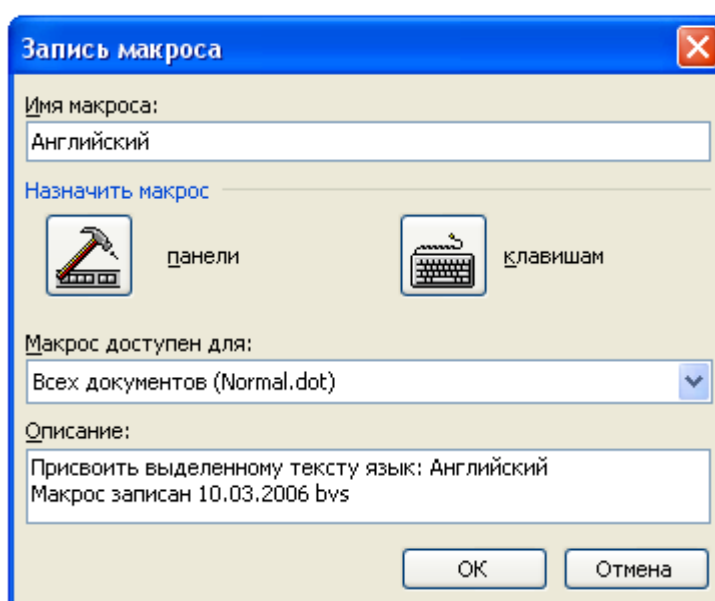 Запись макроса
Имя макроса:
Английский
Назначить макрос
панели клавишам
Макрос доступен для:
Всех документов (Normal.dot)
Описание:
Присвоить выделенному тексту язык: Английский
Макрос записан 10.03.2006 bvs
ОК Отмена